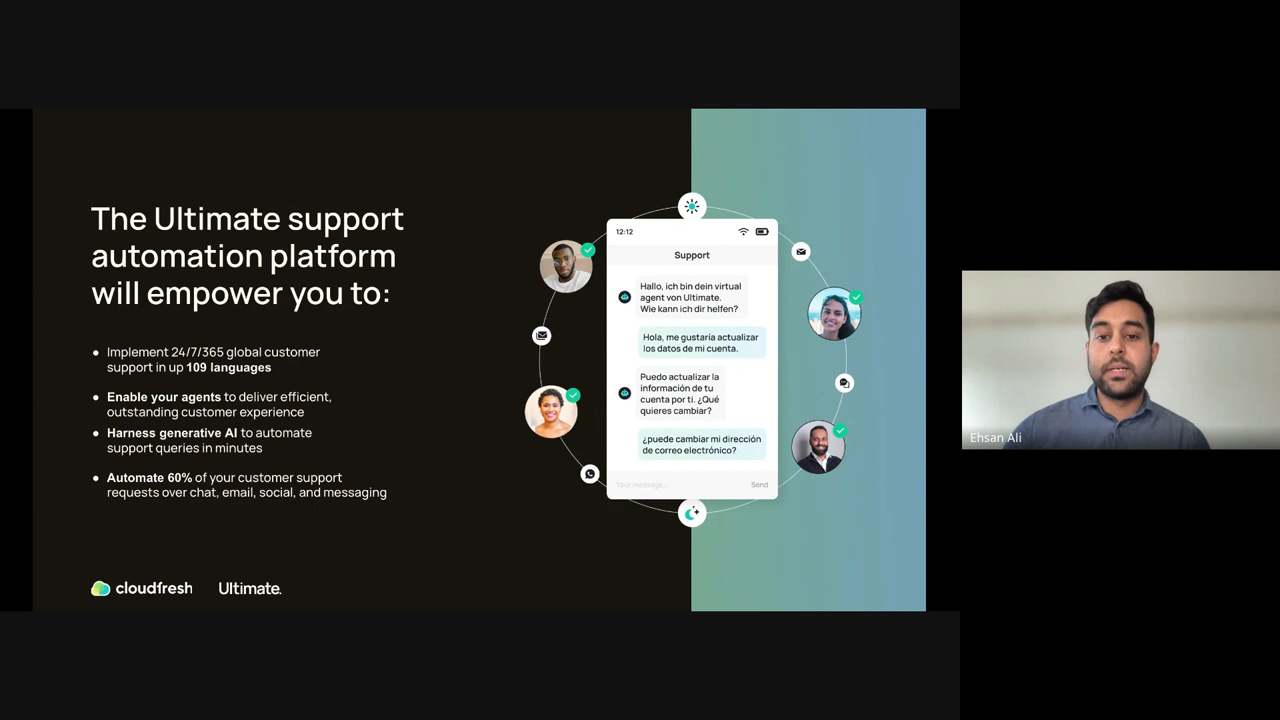 The Ultimate support
automation platform
will empower you to:
● Implement 24/7/365 global customer
support in up 109 languages
● Enable your agents to deliver efficient,
outstanding customer experience
● Harness generative AI to automate
support queries in minutes
● Automate 60% of your customer support
requests over chat, email, social, and messaging
cloudfresh
Ultimate.
12:12
Support
Hallo, ich bin dein virtual
agent von Ultimate.
Wie kann ich dir helfen?
Hola, me gustaría actualizar
los datos de mi cuenta.
Puedo actualizar la
información de tu
cuenta por ti. ¿Qué
quieres cambiar?
¿puede cambiar mi dirección
de correo electrónico?
Your message..
Send
Ehsan Ali